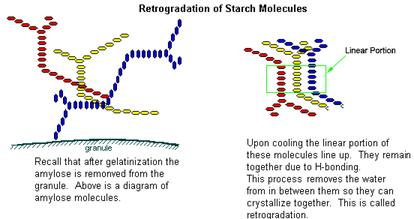 Retrogradation of Starch Molecules
Linear Portion
granule
Recall that after gelatinization the
amylose is remonved from the
granule. Above is a diagram of
amylose molecules.
Upon cooling the linear portion of
these molecules line up. They remain
together due to H-bonding.
This process removes the water
from in between them so they can
crystallize together. This is called
retrogradation.